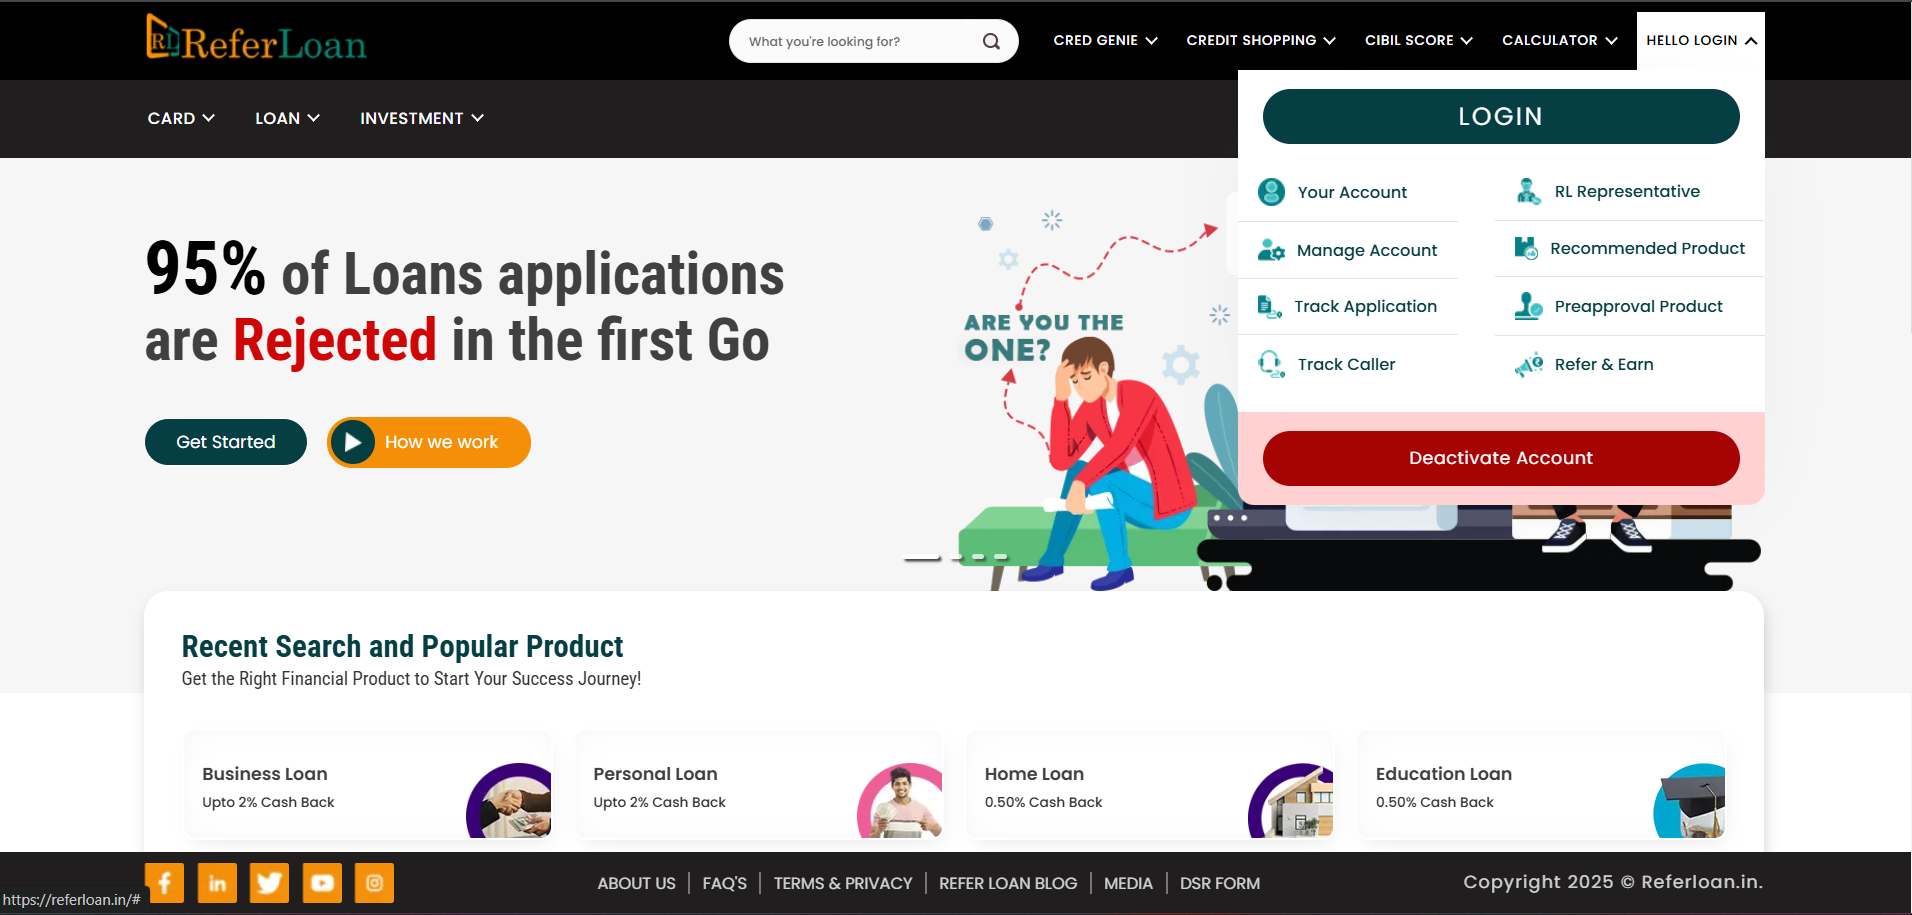 RL ReferLoan
What you're looking for?
CRED GENIE
CREDIT SHOPPING
CIBIL SCORE
CALCULATOR
HELLO LOGIN
CARD
LOAN
INVESTMENT
LOGIN
Your Account
RL Representative
Manage Account
Recommended Product
Track Application
Preapproval Product
Track Caller
Refer & Earn
Deactivate Account
95% of Loans applications
are Rejected in the first Go
Get Started
How we work
ARE YOU THE
ONE?
Recent Search and Popular Product
Get the Right Financial Product to Start Your Success Journey!
Business Loan
Upto 2% Cash Back
Personal Loan
Upto 2% Cash Back
Home Loan
0.50% Cash Back
Education Loan
0.50% Cash Back
ABOUT US
FAQ'S
TERMS & PRIVACY
REFER LOAN BLOG
MEDIA
DSR FORM
Copyright 2025 © Referloan.in.
https://referloan.in/#